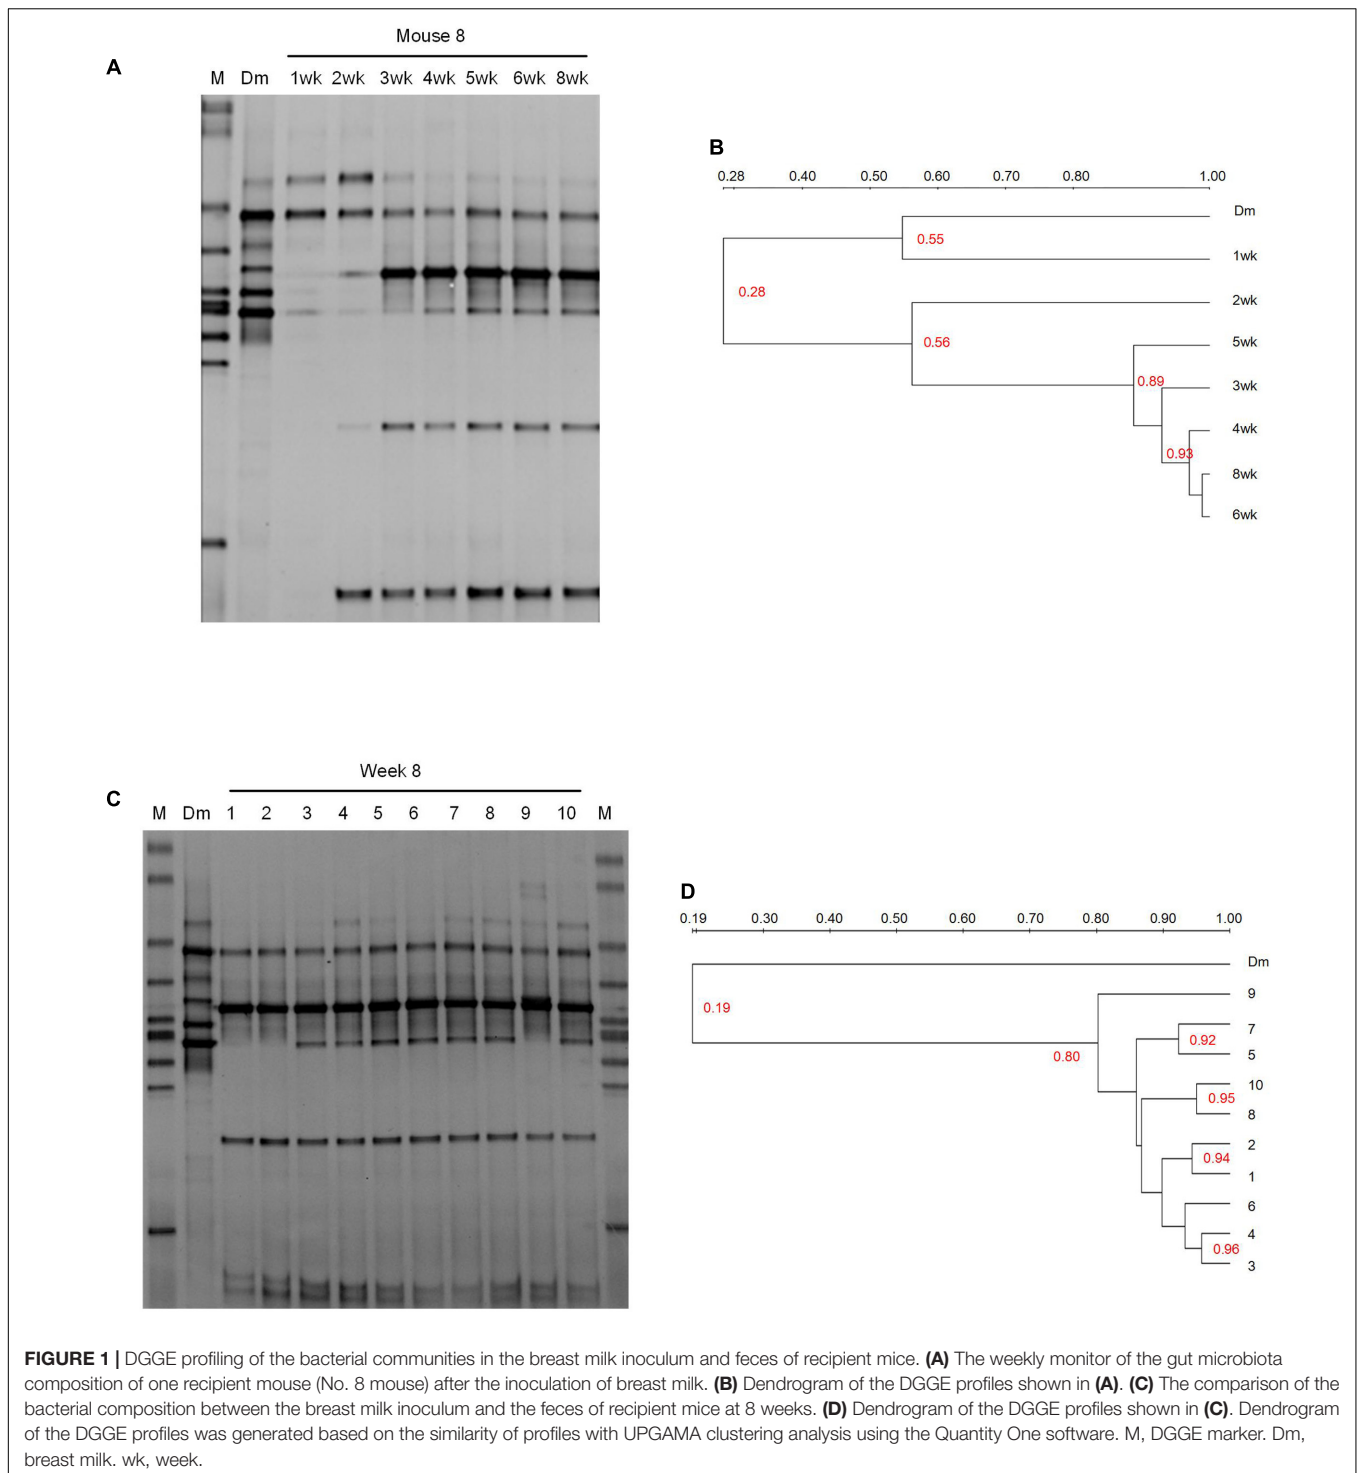 Mouse 8
A
M Dm 1wk 2wk 3wk 4wk 5wk 6wk 8wk
B
0.28 0.40 0.50 0.60 0.70 0.80 1.00
Dm
0.55
1wk
0.28
2wk
0.56
5wk
0.89
3wk
4wk
0.93
8wk
6wk
Week 8
C
M Dm 1 2 3 4 5 6 7 8 9 10 M
D
0.19 0.30 0.40 0.50 0.60 0.70 0.80 0.90 1.00
Dm
9
0.19
7
0.92
0.80
5
10
0.95
8
2
0.94
1
6
4
0.96
3
FIGURE 1 | DGGE profiling of the bacterial communities in the breast milk inoculum and feces of recipient mice. (A) The weekly monitor of the gut microbiota
composition of one recipient mouse (No. 8 mouse) after the inoculation of breast milk. (B) Dendrogram of the DGGE profiles shown in (A). (C) The comparison of the
bacterial composition between the breast milk inoculum and the feces of recipient mice at 8 weeks. (D) Dendrogram of the DGGE profiles shown in (C). Dendrogram
of the DGGE profiles was generated based on the similarity of profiles with UPGAMA clustering analysis using the Quantity One software. M, DGGE marker. Dm,
breast milk. wk, week.